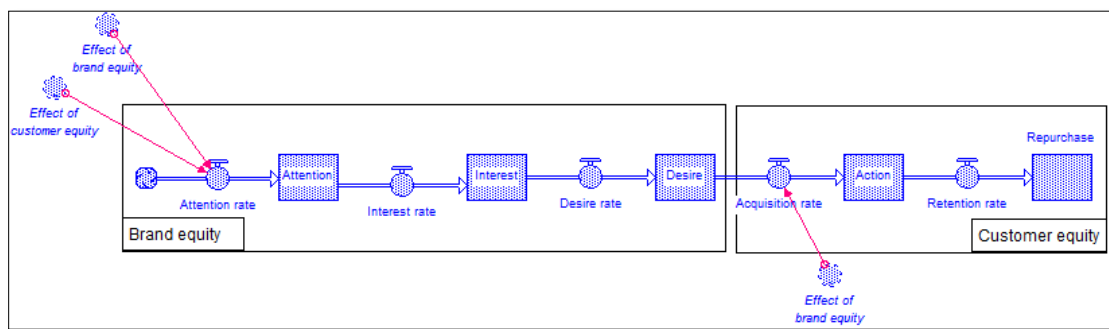 Effect of
brand equity
Effect of
customer equity
Repurchase
Attention
Interest
Desire
Action
Attention rate
Interest rate
Desire rate
Acquisition rate
Retention rate
Brand equity
Customer equity
Effect of
brand equity